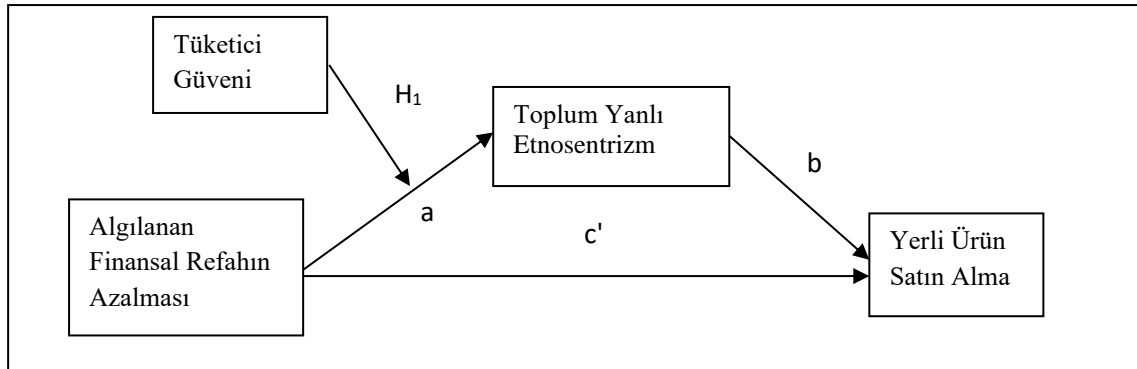 Tüketici
Güveni
H₁
Toplum Yanlı
Etnosentrizm
b
a
c'
Algılanan
Finansal Refahın
Azalması
Yerli Ürün
Satın Alma